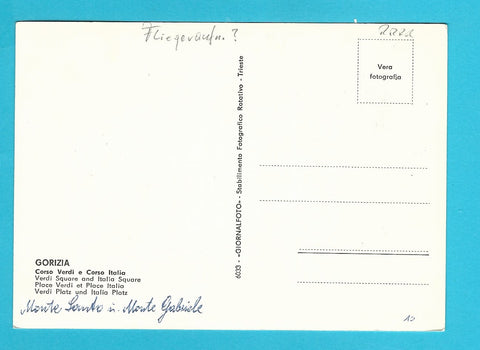 Fliegeraufn. ?
Vera
fotografia
6033 - «GIORNALFOTO» - Stabilimento Fotografico Rotativo - Trieste
GORIZIA
Corso Verdi e Corso Italia
Verdi Square and Italia Square
Place Verdi et Place Italia
Verdi Platz und Italia Platz
Monte Santo u. Monte Gabriele